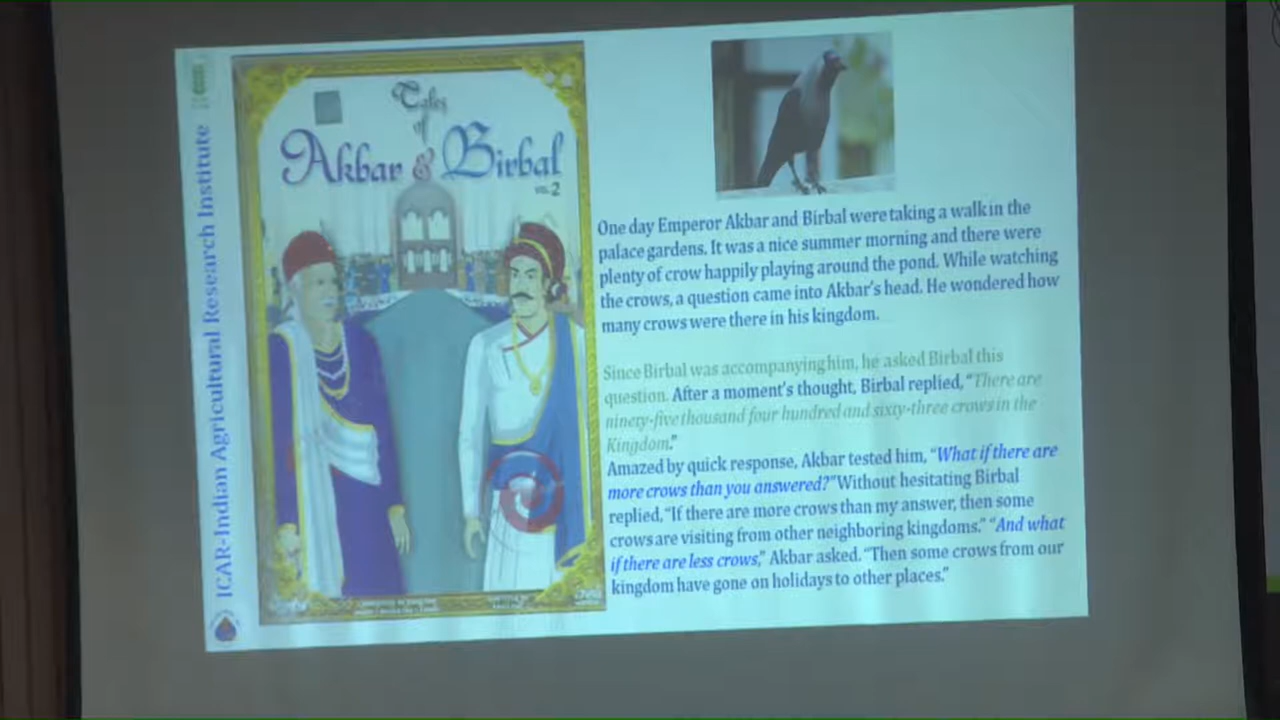 ICAR-Indian Agricultural Research Institute
Tales
of
Akbar & Birbal
VOL 2
One day Emperor Akbar and Birbal were taking a walk in the
palace gardens. It was a nice summer morning and there were
plenty of crow happily playing around the pond. While watching
the crows, a question came into Akbar's head. He wondered how
many crows were there in his kingdom.
Since Birbal was accompanying him, he asked Birbal this
question. After a moment's thought, Birbal replied, "There are
ninety-five thousand four hundred and sixty-three crows in the
Kingdom."
Amazed by quick response, Akbar tested him, "What if there are
more crows than you answered?" Without hesitating Birbal
replied, "If there are more crows than my answer, then some
crows are visiting from other neighboring kingdoms." "And what
if there are less crows," Akbar asked. "Then some crows from our
kingdom have gone on holidays to other places."